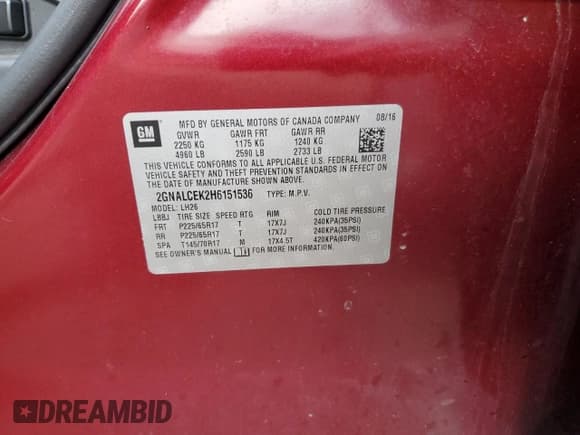 GM
MFD BY GENERAL MOTORS OF CANADA COMPANY 08/16
GVWR GAWR FRT GAWR RR
2250 KG 1175 KG 1240 KG
4960 LB 2590 LB 2733 LB
THIS VEHICLE CONFORMS TO ALL APPLICABLE U.S. FEDERAL MOTOR
VEHICLE SAFETY AND THEFT PREVENTION STANDARDS IN EFFECT ON
THE DATE OF MANUFACTURE SHOWN ABOVE.
2GNALCEK2H6151536 TYPE: M.P.V.
MODEL: LH26
LBBJ TIRE SIZE SPEED RTG RIM COLD TIRE PRESSURE
FRT P225/65R17 T 17X7J 240KPA(35PSI)
RR P225/65R17 T 17X7J 240KPA(35PSI)
SPA T145/70R17 M 17X4.5T 420KPA(60PSI)
SEE OWNER'S MANUAL FOR MORE INFORMATION.
DREAMBID